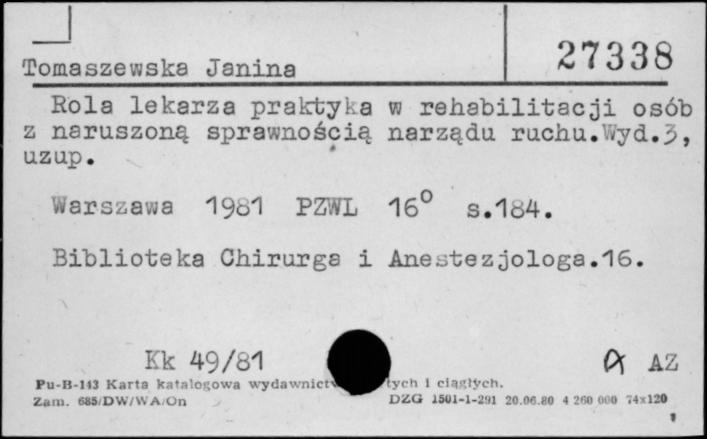 27338
Tomaszewska Janina
Rola lekarza praktyka w rehabilitacji osób
z naruszoną sprawnością narządu ruchu.Wyd.3,
uzup.
Warszawa 1981 PZWL 16° s.184.
Biblioteka Chirurga i Anestezjologa.16.
Kk 49/81 AZ
Pu-B-143 Karta katalogowa wydawnict tych i ciągłych.
Zam. 685/DW/WA/On DZG 1501-1-291 20.06.80 4 260 000 74x120